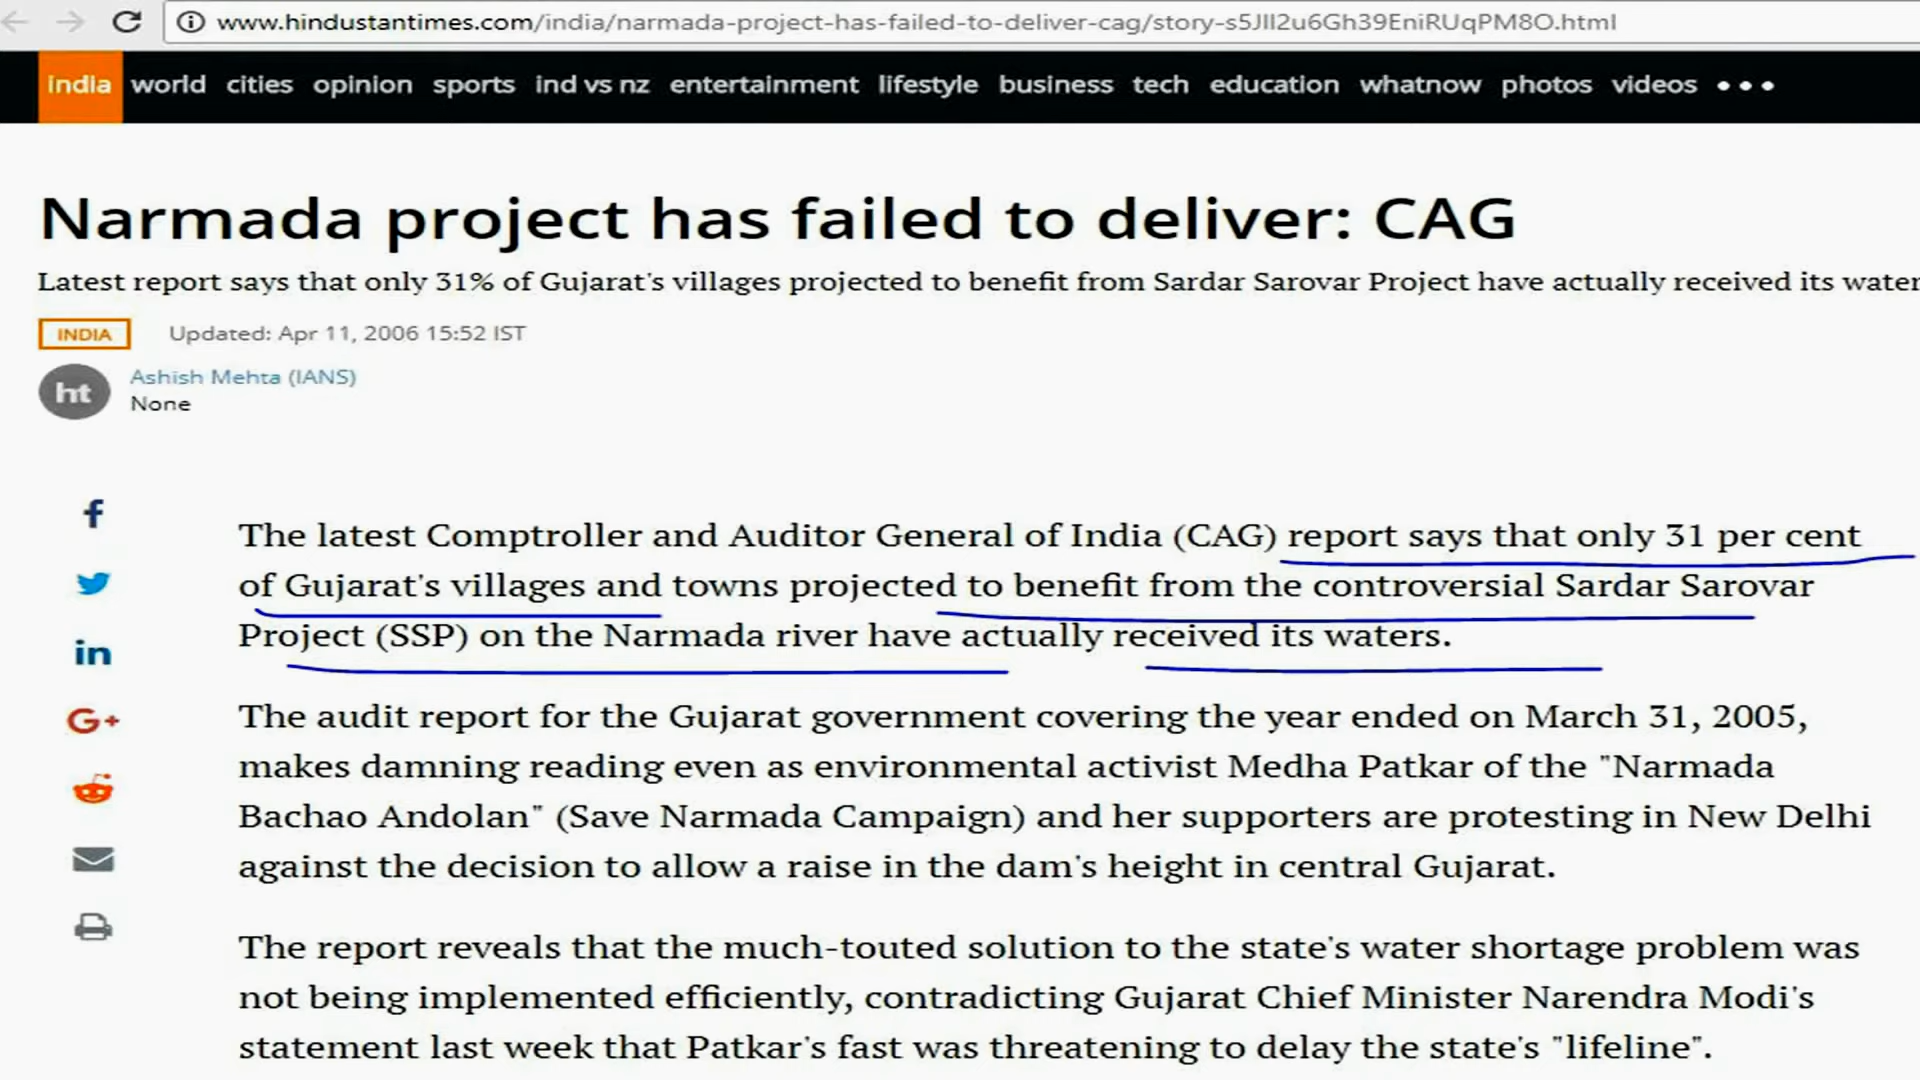 www.hindustantimes.com/india/narmada-project-has-failed-to-deliver-cag/story-s5JlI2u6Gh39EniRUqPM8O.html
india world cities opinion sports ind vs nz entertainment lifestyle business tech education whatnow photos videos •••
Narmada project has failed to deliver: CAG
Latest report says that only 31% of Gujarat's villages projected to benefit from Sardar Sarovar Project have actually received its water
INDIA Updated: Apr 11, 2006 15:52 IST
ht Ashish Mehta (IANS)
None
The latest Comptroller and Auditor General of India (CAG) report says that only 31 per cent
of Gujarat's villages and towns projected to benefit from the controversial Sardar Sarovar
Project (SSP) on the Narmada river have actually received its waters.
The audit report for the Gujarat government covering the year ended on March 31, 2005,
makes damning reading even as environmental activist Medha Patkar of the "Narmada
Bachao Andolan" (Save Narmada Campaign) and her supporters are protesting in New Delhi
against the decision to allow a raise in the dam's height in central Gujarat.
The report reveals that the much-touted solution to the state's water shortage problem was
not being implemented efficiently, contradicting Gujarat Chief Minister Narendra Modi's
statement last week that Patkar's fast was threatening to delay the state's "lifeline".